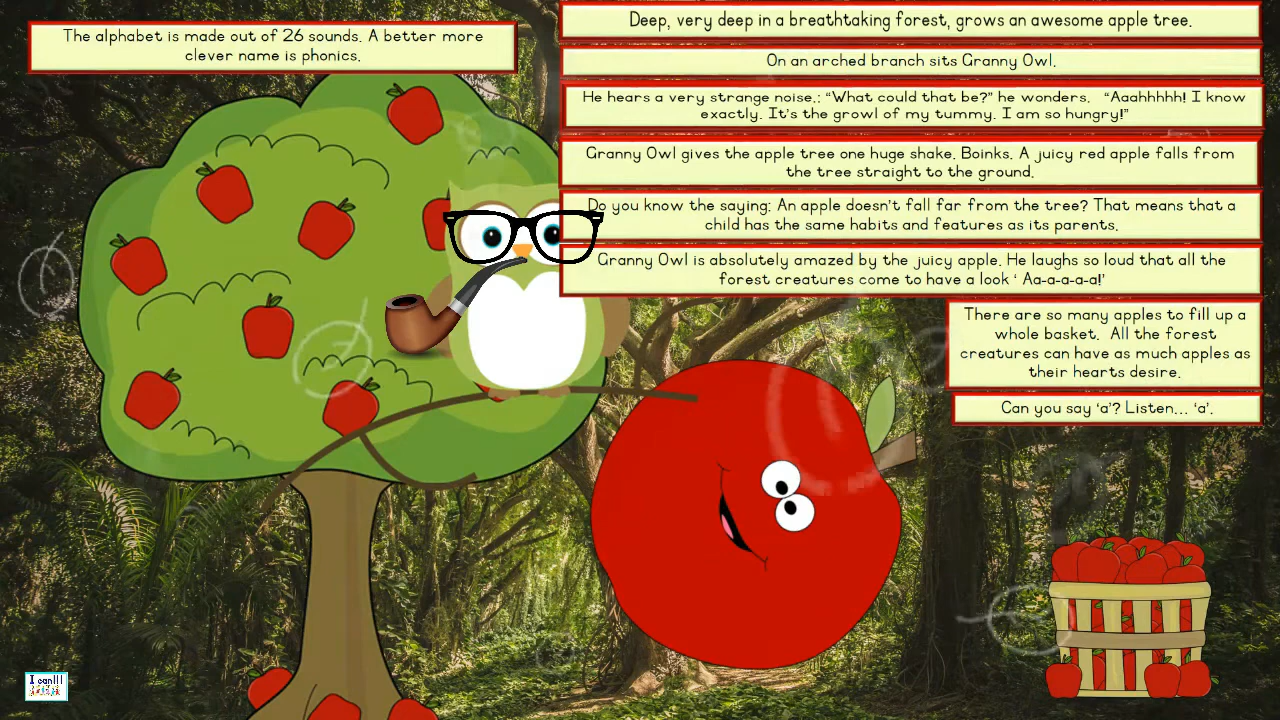 The alphabet is made out of 26 sounds. A better more
clever name is phonics.
Deep, very deep in a breathtaking forest, grows an awesome apple tree.
On an arched branch sits Granny Owl.
He hears a very strange noise.: “What could that be?” he wonders. “Aaahhhhh! I know
exactly. It's the growl of my tummy. I am so hungry!”
Granny Owl gives the apple tree one huge shake. Boinks. A juicy red apple falls from
the tree straight to the ground.
Do you know the saying: An apple doesn't fall far from the tree? That means that a
child has the same habits and features as its parents.
Granny Owl is absolutely amazed by the juicy apple. He laughs so loud that all the
forest creatures come to have a look ‘ Aa-a-a-a-a!’
There are so many apples to fill up a
whole basket. All the forest
creatures can have as much apples as
their hearts desire.
Can you say ‘a’? Listen... ‘a’.
I can!!!